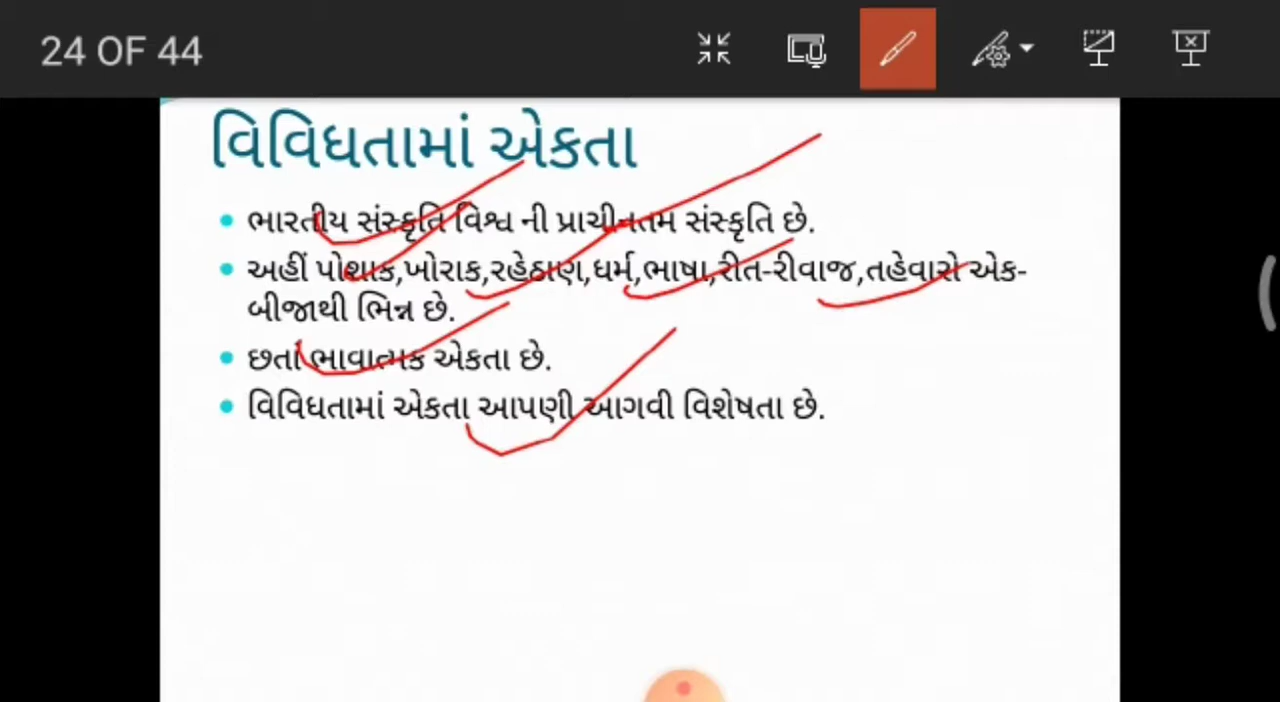 24 OF 44
વિવિધતામાં એકતા
• ભારતીય સંસ્કૃતિ વિશ્વ ની પ્રાચીનતમ સંસ્કૃતિ છે.
• અહીં પોશાક,ખોરાક,રહેઠાણ,ધર્મ,ભાષા,રીત-રીવાજ,તહેવારો એક-
બીજાથી ભિન્ન છે.
• છતાં ભાવાત્મક એકતા છે.
• વિવિધતામાં એકતા આપણી આગવી વિશેષતા છે.